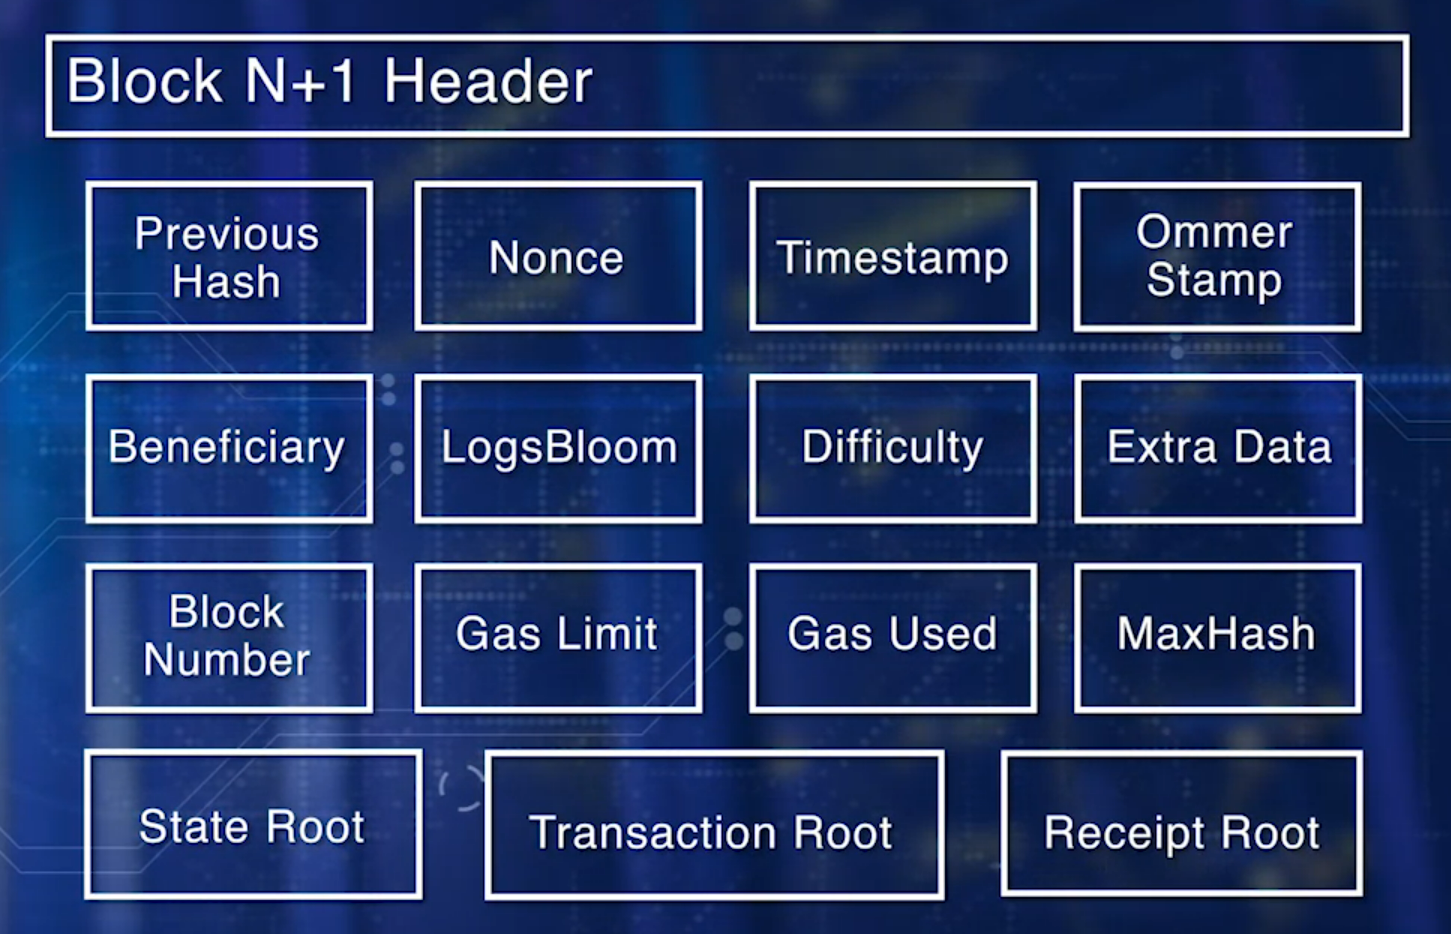 Block N+1 Header
Previous
Hash
Nonce
Timestamp
Ommer
Stamp
Beneficiary
LogsBloom
Difficulty
Extra Data
Block
Number
Gas Limit
Gas Used
MaxHash
State Root
Transaction Root
Receipt Root